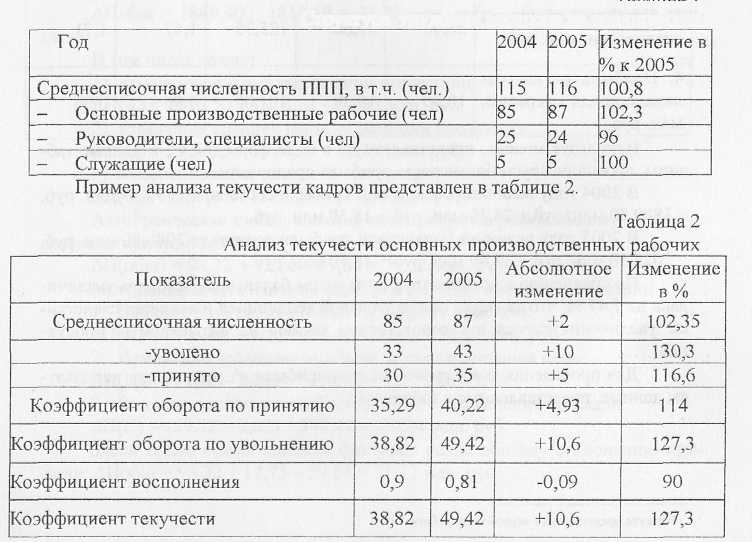 Год 2004 2005 Изменение в
% к 2005
Среднесписочная численность ППП, в т.ч. (чел.) 115 116 100,8
– Основные производственные рабочие (чел) 85 87 102,3
– Руководители, специалисты (чел) 25 24 96
– Служащие (чел) 5 5 100
Пример анализа текучести кадров представлен в таблице 2.
Таблица 2
Анализ текучести основных производственных рабочих
Показатель 2004 2005 Абсолютное Изменение
изменение в %
Среднесписочная численность 85 87 +2 102,35
-уволено 33 43 +10 130,3
-принято 30 35 +5 116,6
Коэффициент оборота по принятию 35,29 40,22 +4,93 114
Коэффициент оборота по увольнению 38,82 49,42 +10,6 127,3
Коэффициент восполнения 0,9 0,81 -0,09 90
Коэффициент текучести 38,82 49,42 +10,6 127,3